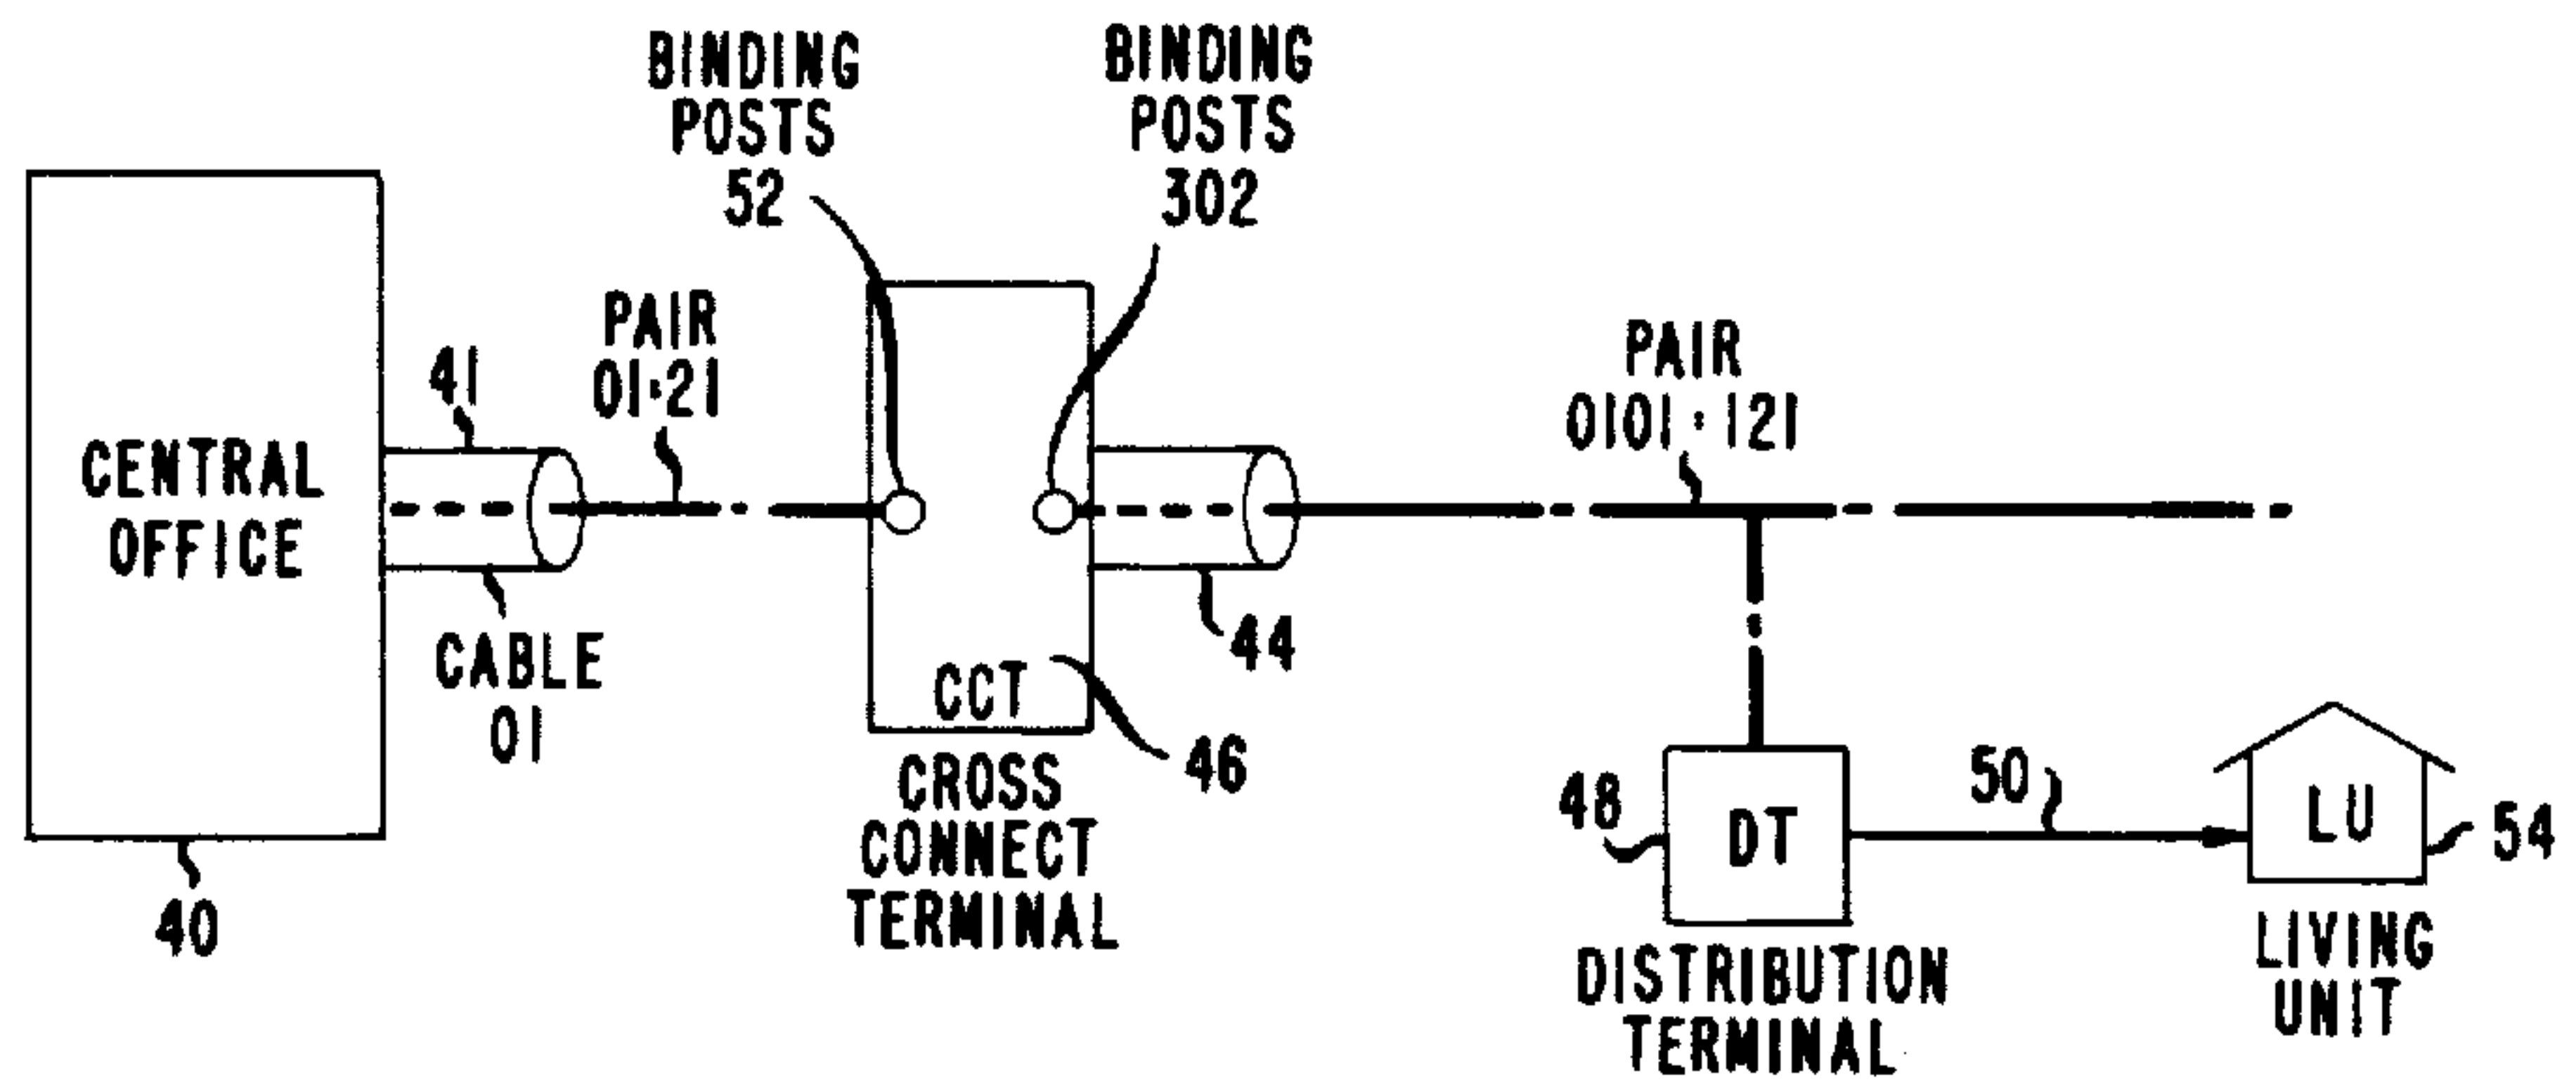 BINDING
POSTS
52
BINDING
POSTS
302
PAIR
01:21
41
CENTRAL
OFFICE
CABLE
01
40
CCT
CROSS
CONNECT
TERMINAL
46
44
PAIR
0101:121
48
DT
DISTRIBUTION
TERMINAL
50
LU
54
LIVING
UNIT